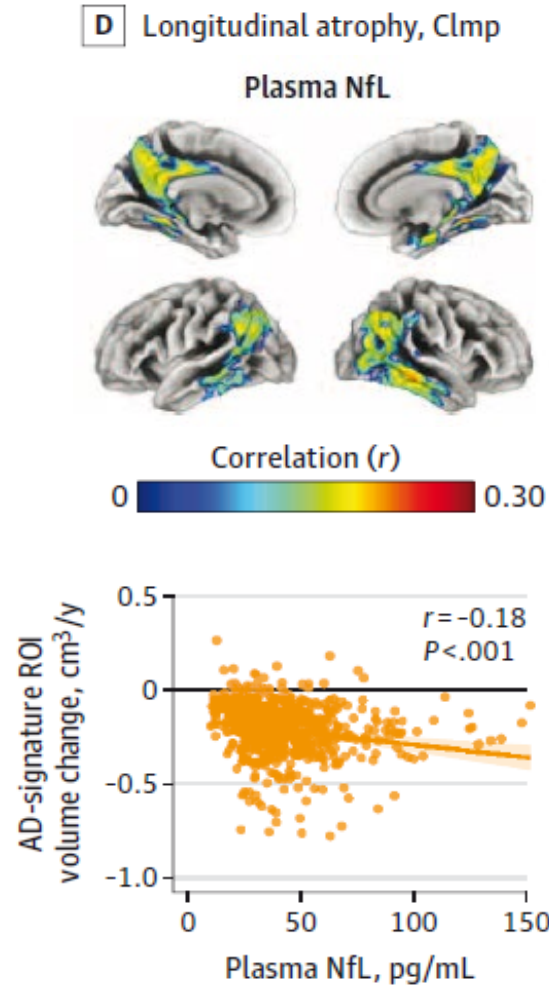 D Longitudinal atrophy, CImp
Plasma NfL
Correlation (r)
0 0.30
AD-signature ROI
volume change, cm³/y
0.5
0
−0.5
−1.0
r = −0.18
P <.001
0 50 100 150
Plasma NfL, pg/mL